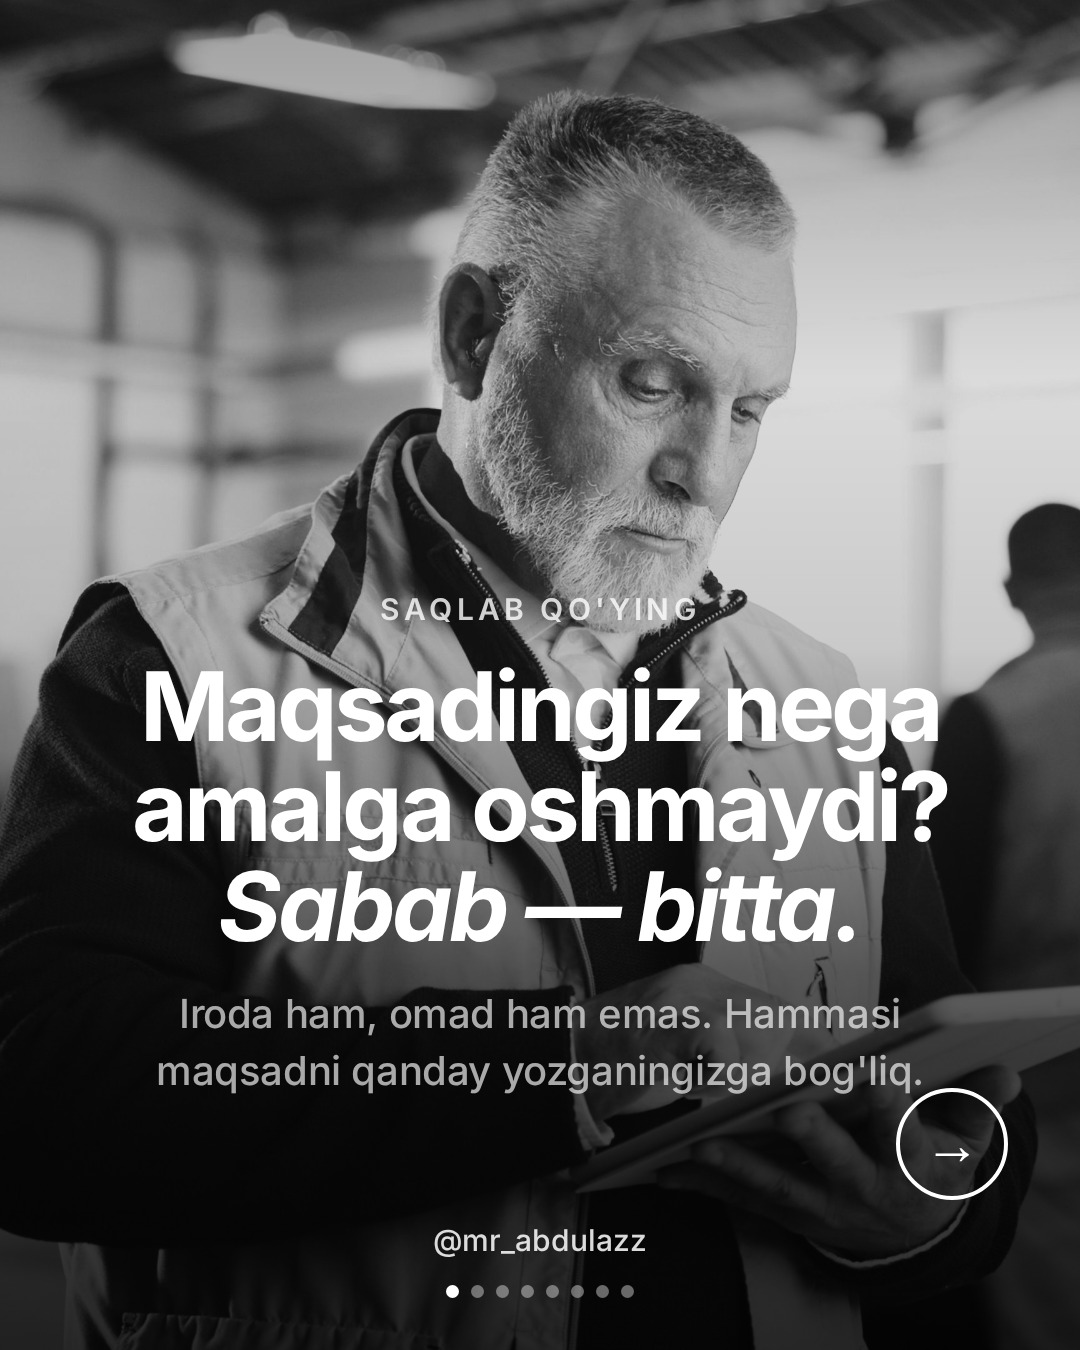 SAQLAB QO'YING
Maqsadingiz nega
amalga oshmaydi?
Sabab — bitta.
Iroda ham, omad ham emas. Hammasi
maqsadni qanday yozganingizga bog'liq.
→
@mr_abdulazz